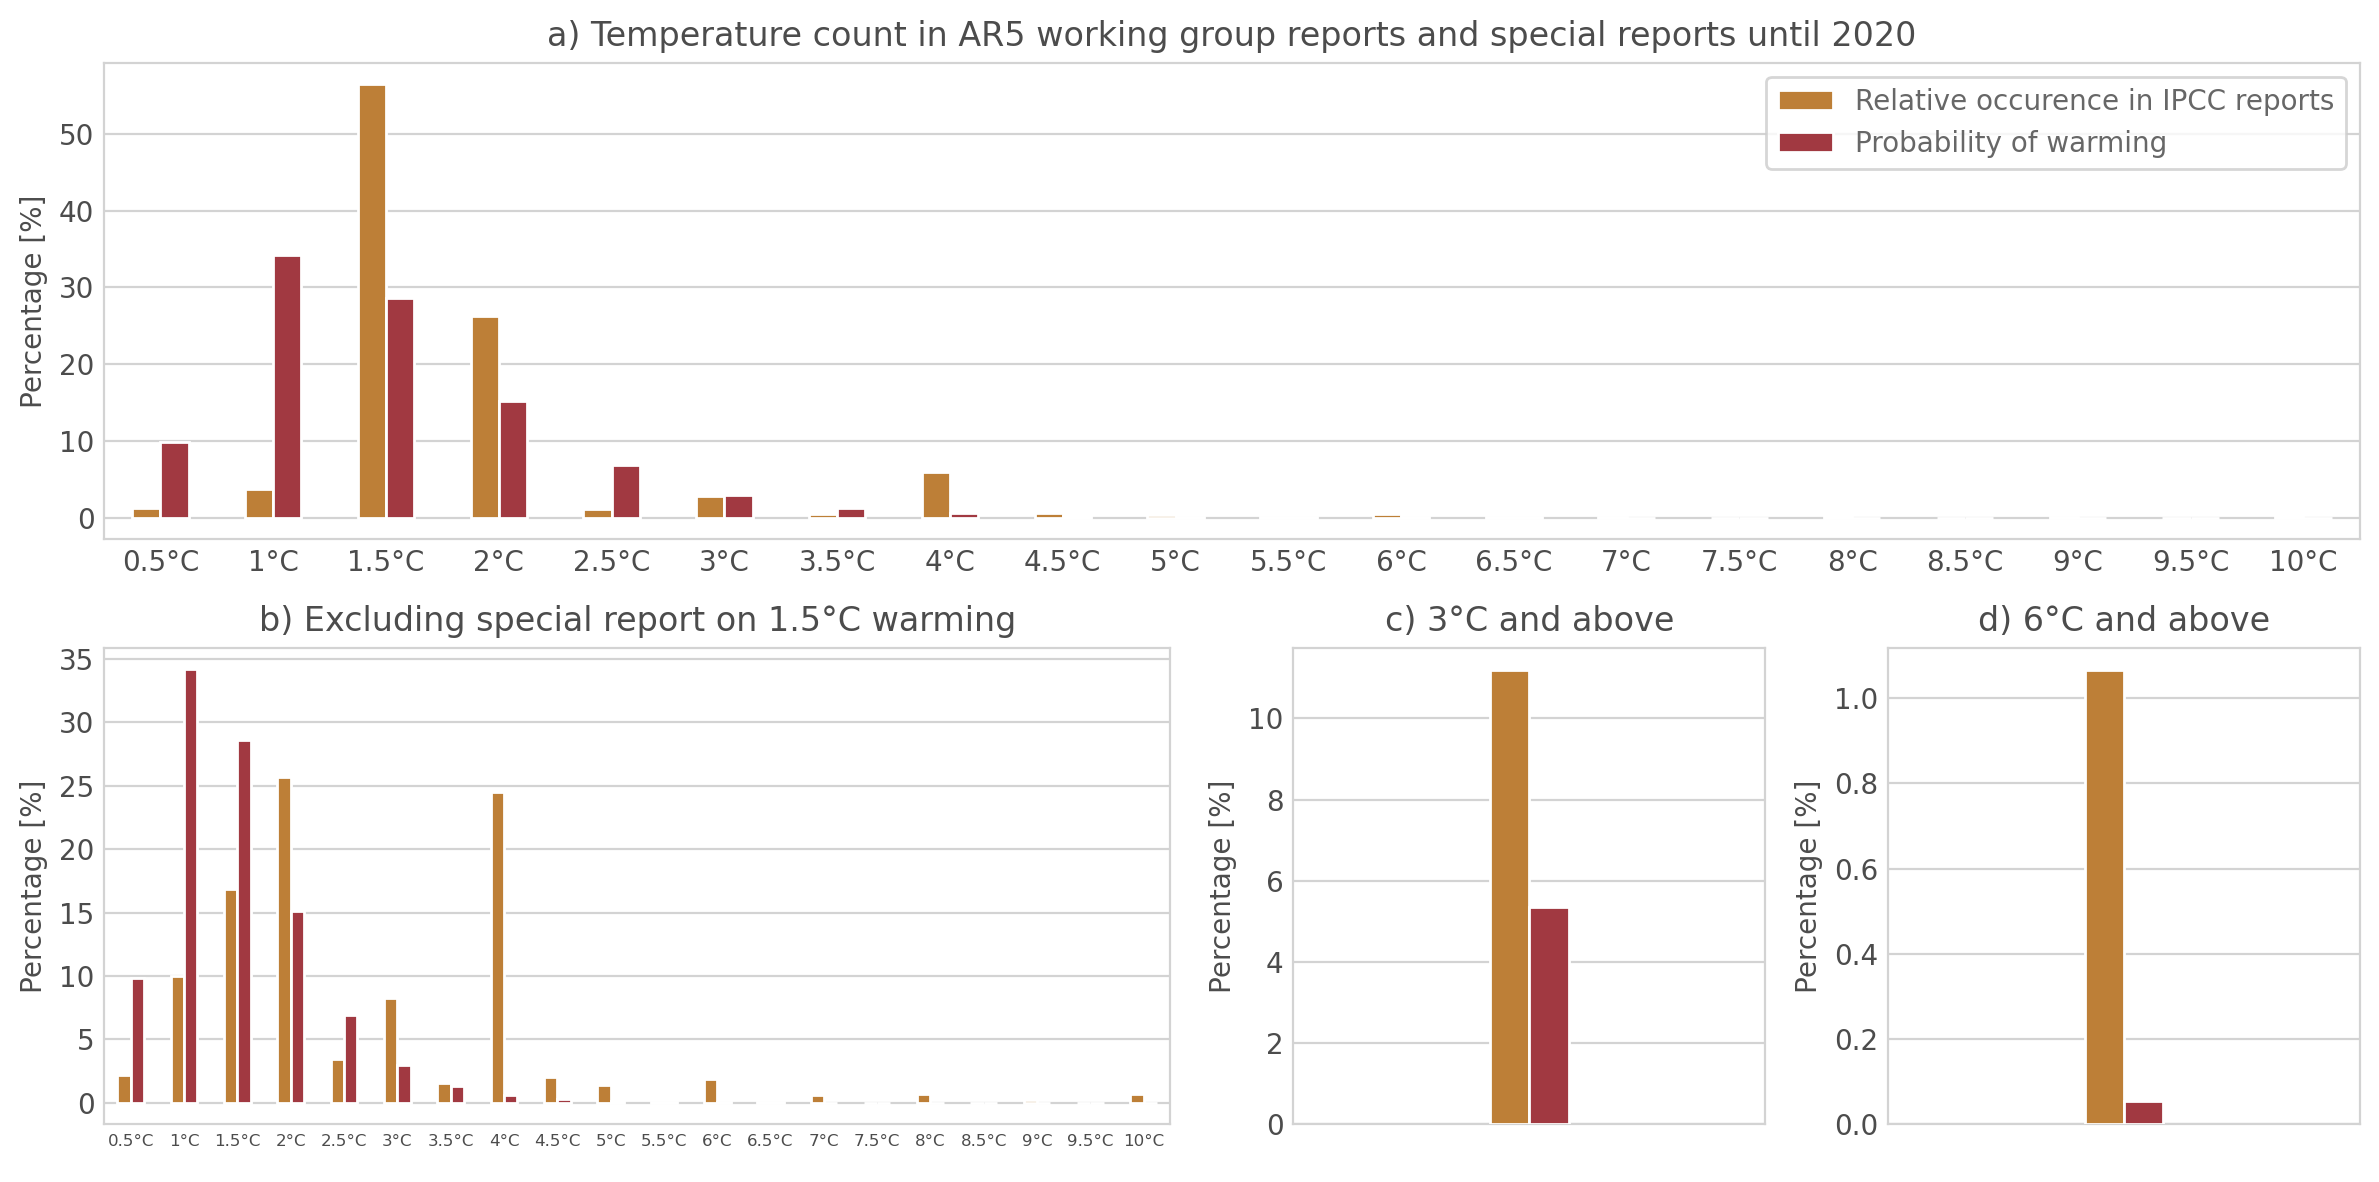 a) Temperature count in AR5 working group reports and special reports until 2020
Relative occurence in IPCC reports
Probability of warming
Percentage [%]
50
40
30
20
10
0
0.5°C 1°C 1.5°C 2°C 2.5°C 3°C 3.5°C 4°C 4.5°C 5°C 5.5°C 6°C 6.5°C 7°C 7.5°C 8°C 8.5°C 9°C 9.5°C 10°C
b) Excluding special report on 1.5°C warming
Percentage [%]
35
30
25
20
15
10
5
0
0.5°C 1°C 1.5°C 2°C 2.5°C 3°C 3.5°C 4°C 4.5°C 5°C 5.5°C 6°C 6.5°C 7°C 7.5°C 8°C 8.5°C 9°C 9.5°C 10°C
c) 3°C and above
Percentage [%]
10
8
6
4
2
0
d) 6°C and above
Percentage [%]
1.0
0.8
0.6
0.4
0.2
0.0